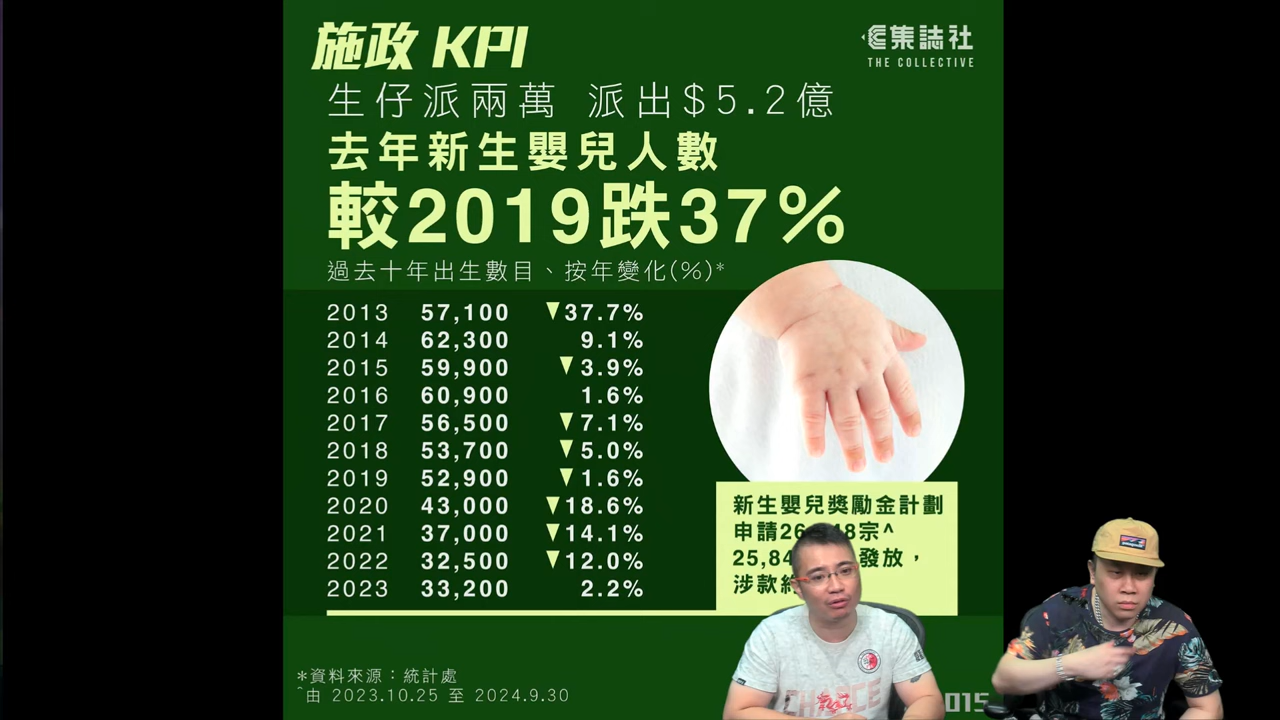 施政 KPI
集誌社
THE COLLECTIVE
生仔派兩萬 派出$5.2億
去年新生嬰兒人數
較2019跌37%
過去十年出生數目、按年變化(%)*
2013 57,100 ▼37.7%
2014 62,300 9.1%
2015 59,900 ▼3.9%
2016 60,900 1.6%
2017 56,500 ▼7.1%
2018 53,700 ▼5.0%
2019 52,900 ▼1.6%
2020 43,000 ▼18.6%
2021 37,000 ▼14.1%
2022 32,500 ▼12.0%
2023 33,200 2.2%
新生嬰兒獎勵金計劃
申請26 48宗^
25,84 發放，
涉款
*資料來源：統計處
^由 2023.10.25 至 2024.9.30
015